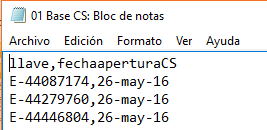 01 Base CS: Bloc de notas
Archivo Edición Formato Ver Ayuda
llave,fechaaperturaCS
E-44087174,26-may-16
E-44279760,26-may-16
E-44446804,26-may-16